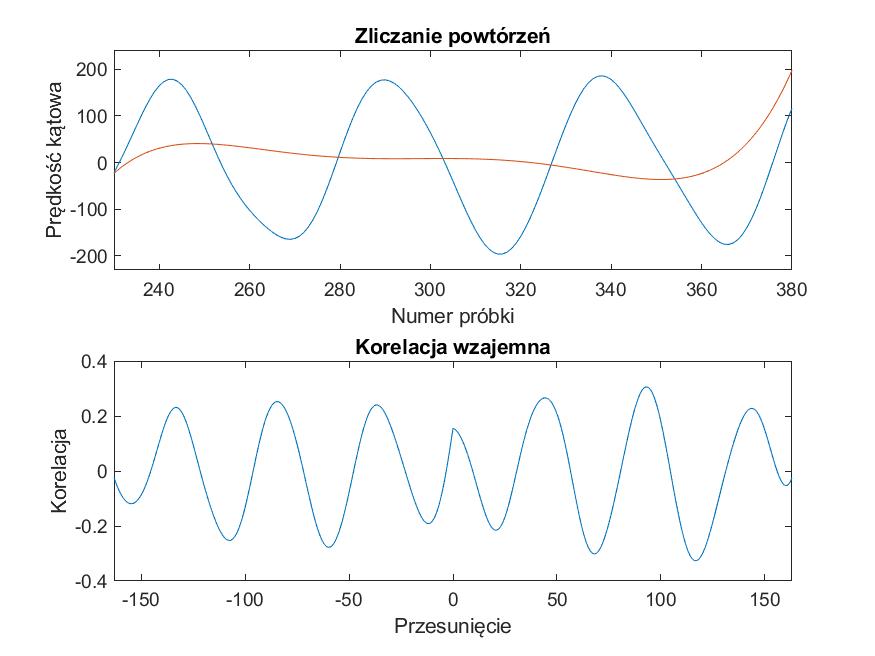 Zliczanie powtórzeń
Prędkość kątowa
200
100
0
-100
-200
240 260 280 300 320 340 360 380
Numer próbki
Korelacja wzajemna
Korelacja
0.4
0.2
0
-0.2
-0.4
-150 -100 -50 0 50 100 150
Przesunięcie